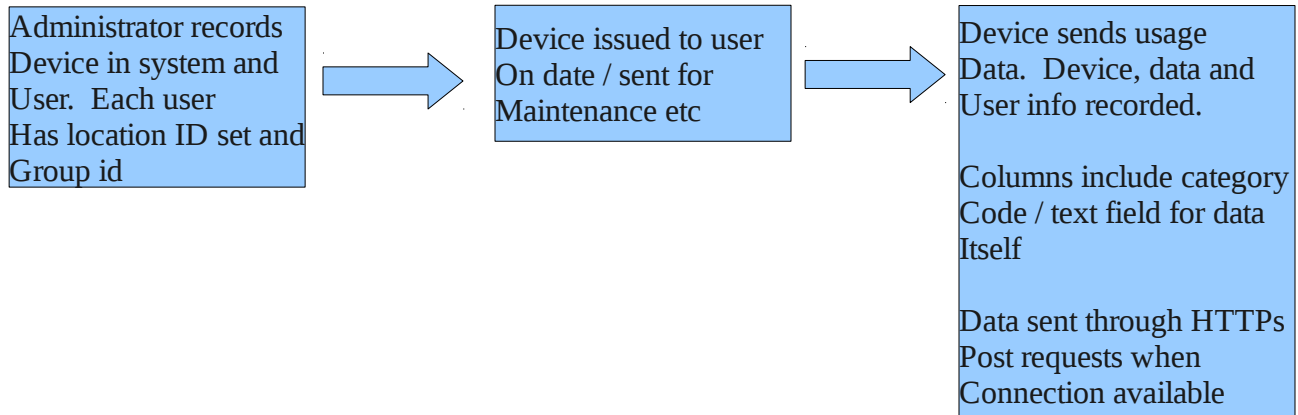 Administrator records
Device in system and
User.  Each user
Has location ID set and
Group id
Device issued to user
On date / sent for
Maintenance etc
Device sends usage
Data.  Device, data and
User info recorded.
Columns include category
Code / text field for data
Itself
Data sent through HTTPs
Post requests when
Connection available